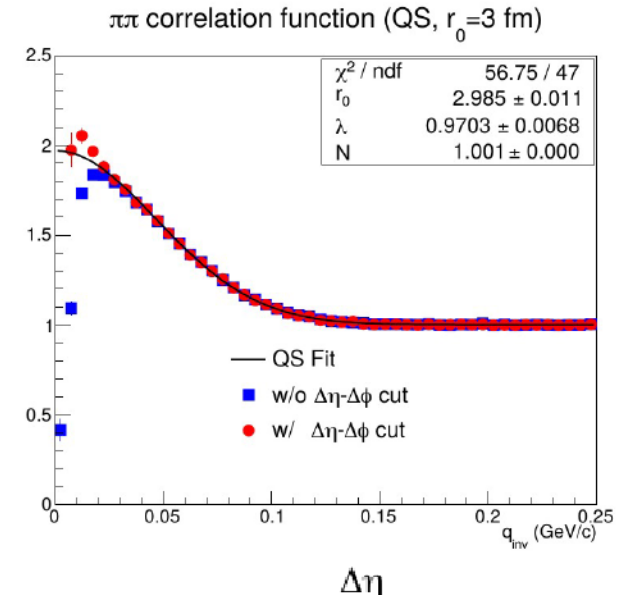 ππ correlation function (QS, r₀=3 fm)
χ² / ndf 56.75 / 47
r₀ 2.985 ± 0.011
λ 0.9703 ± 0.0068
N 1.001 ± 0.000
2.5
2
1.5
1
0.5
0
QS Fit
w/o Δη-Δϕ cut
w/ Δη-Δϕ cut
0 0.05 0.1 0.15 0.2 0.25
q_inv (GeV/c)
Δη